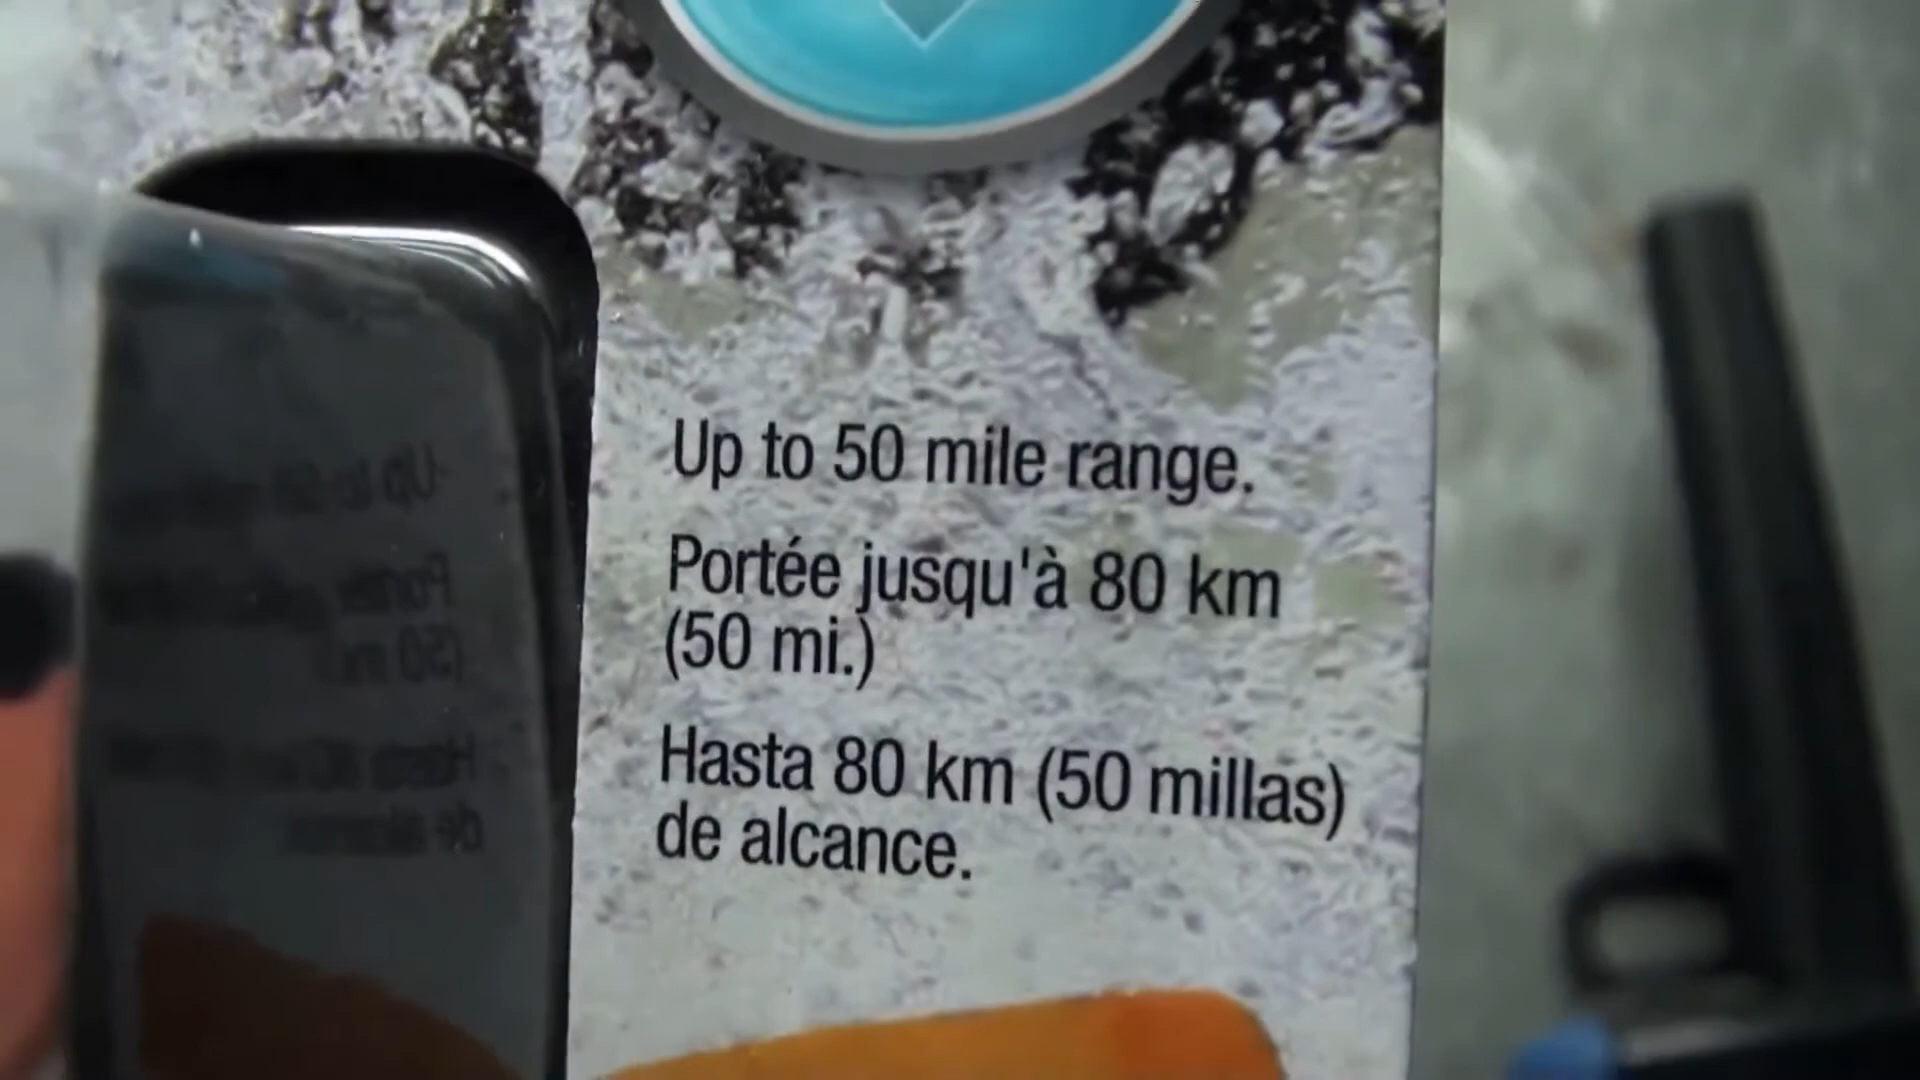 Up to 50 mile range.
Portée jusqu'à 80 km
(50 mi.)
Hasta 80 km (50 millas)
de alcance.